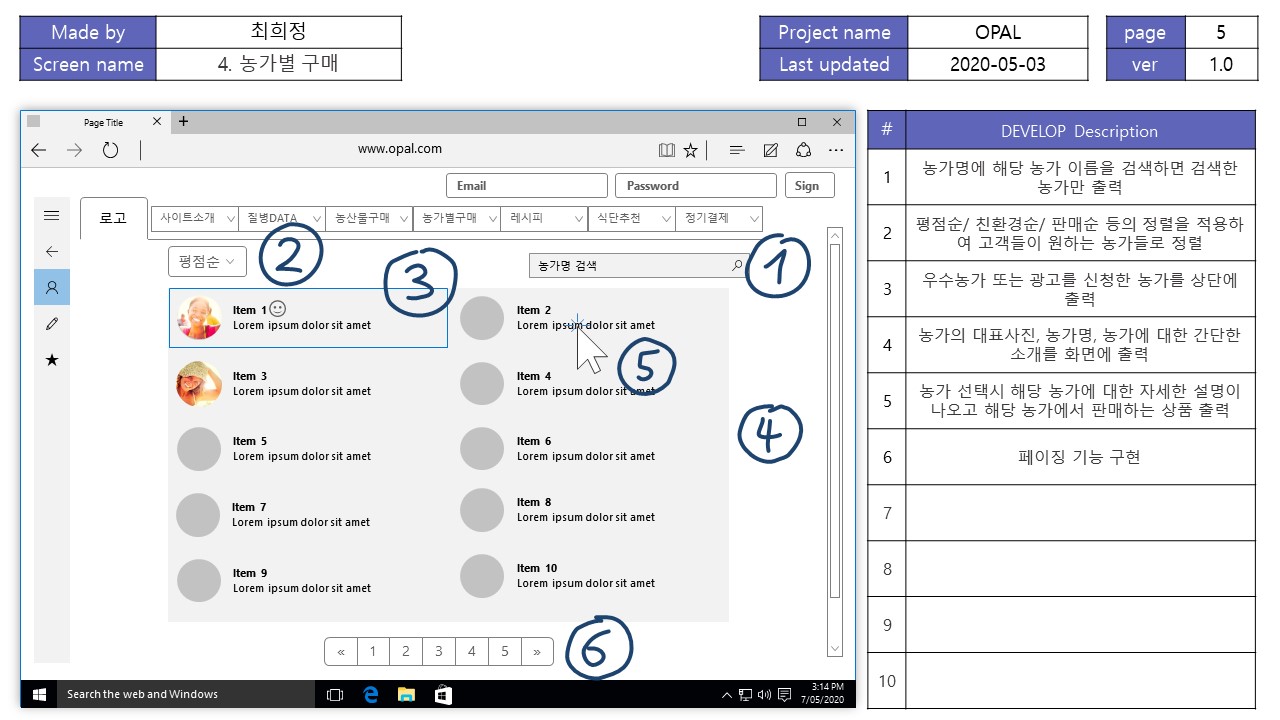 Made by 최희정
Screen name 4. 농가별 구매
Project name OPAL
Last updated 2020-05-03
page 5
ver 1.0
Page Title
www.opal.com
Email Password Sign
로고 사이트소개 질병DATA 농산물구매 농가별구매 레시피 식단추천 정기결제
평점순 ② ③ 농가명 검색 ①
Item 1
Lorem ipsum dolor sit amet
Item 2
Lorem ipsum dolor sit amet
⑤
Item 3
Lorem ipsum dolor sit amet
Item 4
Lorem ipsum dolor sit amet
④
Item 5
Lorem ipsum dolor sit amet
Item 6
Lorem ipsum dolor sit amet
Item 7
Lorem ipsum dolor sit amet
Item 8
Lorem ipsum dolor sit amet
Item 9
Lorem ipsum dolor sit amet
Item 10
Lorem ipsum dolor sit amet
« 1 2 3 4 5 » ⑥
Search the web and Windows
3:14 PM
7/05/2020
# DEVELOP Description
1 농가명에 해당 농가 이름을 검색하면 검색한
농가만 출력
2 평점순/ 친환경순/ 판매순 등의 정렬을 적용하
여 고객들이 원하는 농가들로 정렬
3 우수농가 또는 광고를 신청한 농가를 상단에
출력
4 농가의 대표사진, 농가명, 농가에 대한 간단한
소개를 화면에 출력
5 농가 선택시 해당 농가에 대한 자세한 설명이
나오고 해당 농가에서 판매하는 상품 출력
6 페이징 기능 구현
7
8
9
10